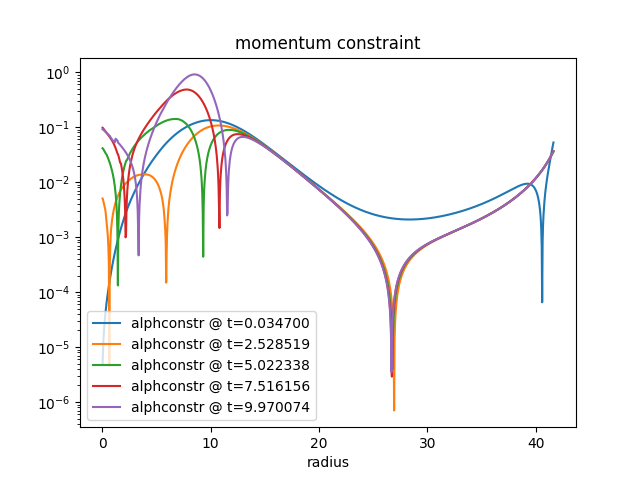 momentum constraint
10⁰
10⁻¹
10⁻²
10⁻³
10⁻⁴
10⁻⁵
10⁻⁶
alphconstr @ t=0.034700
alphconstr @ t=2.528519
alphconstr @ t=5.022338
alphconstr @ t=7.516156
alphconstr @ t=9.970074
0 10 20 30 40
radius